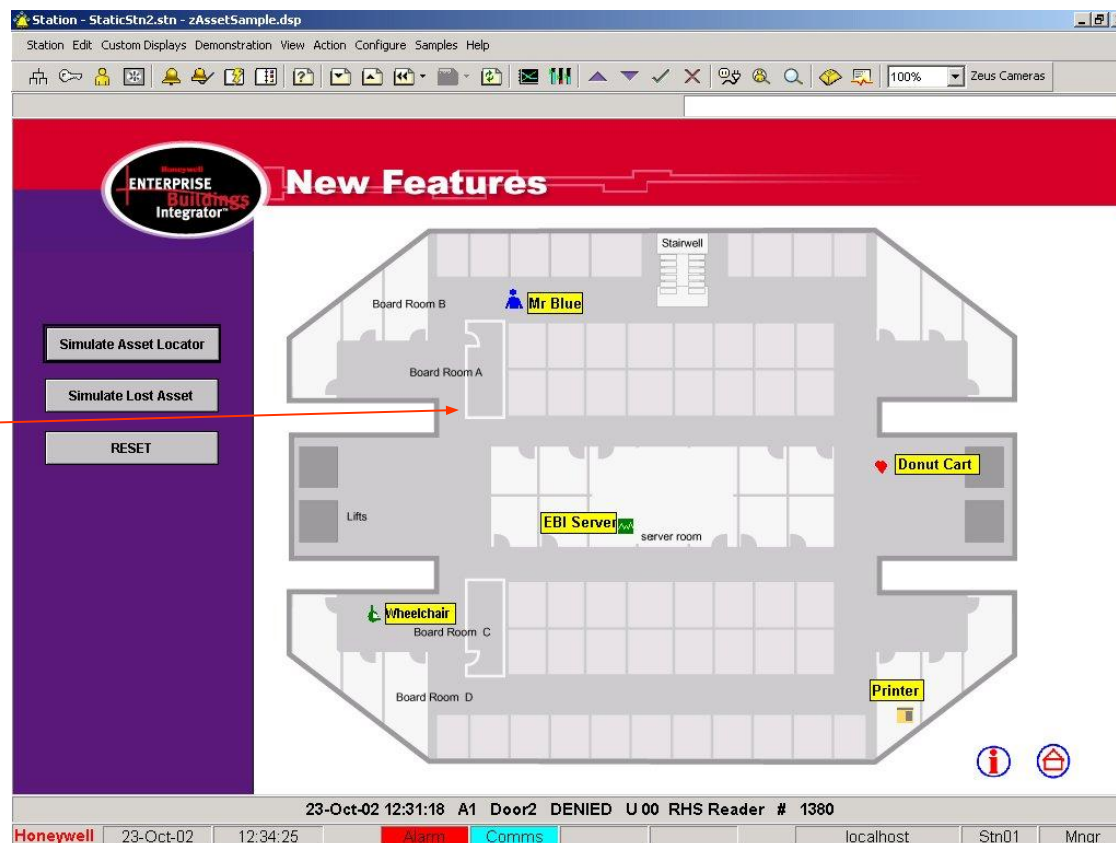 Station - StaticStn2.stn - zAssetSample.dsp
Station Edit Custom Displays Demonstration View Action Configure Samples Help
100% Zeus Cameras
Honeywell
ENTERPRISE
Buildings
Integrator™
New Features
Stairwell
Board Room B
Mr Blue
Simulate Asset Locator
Board Room A
Simulate Lost Asset
RESET
Donut Cart
Lifts
EBI Server
server room
Wheelchair
Board Room C
Board Room D
Printer
23-Oct-02 12:31:18 A1 Door2 DENIED U 00 RHS Reader # 1380
Honeywell 23-Oct-02 12:34:25 Alarm Comms localhost Stn01 Mngr